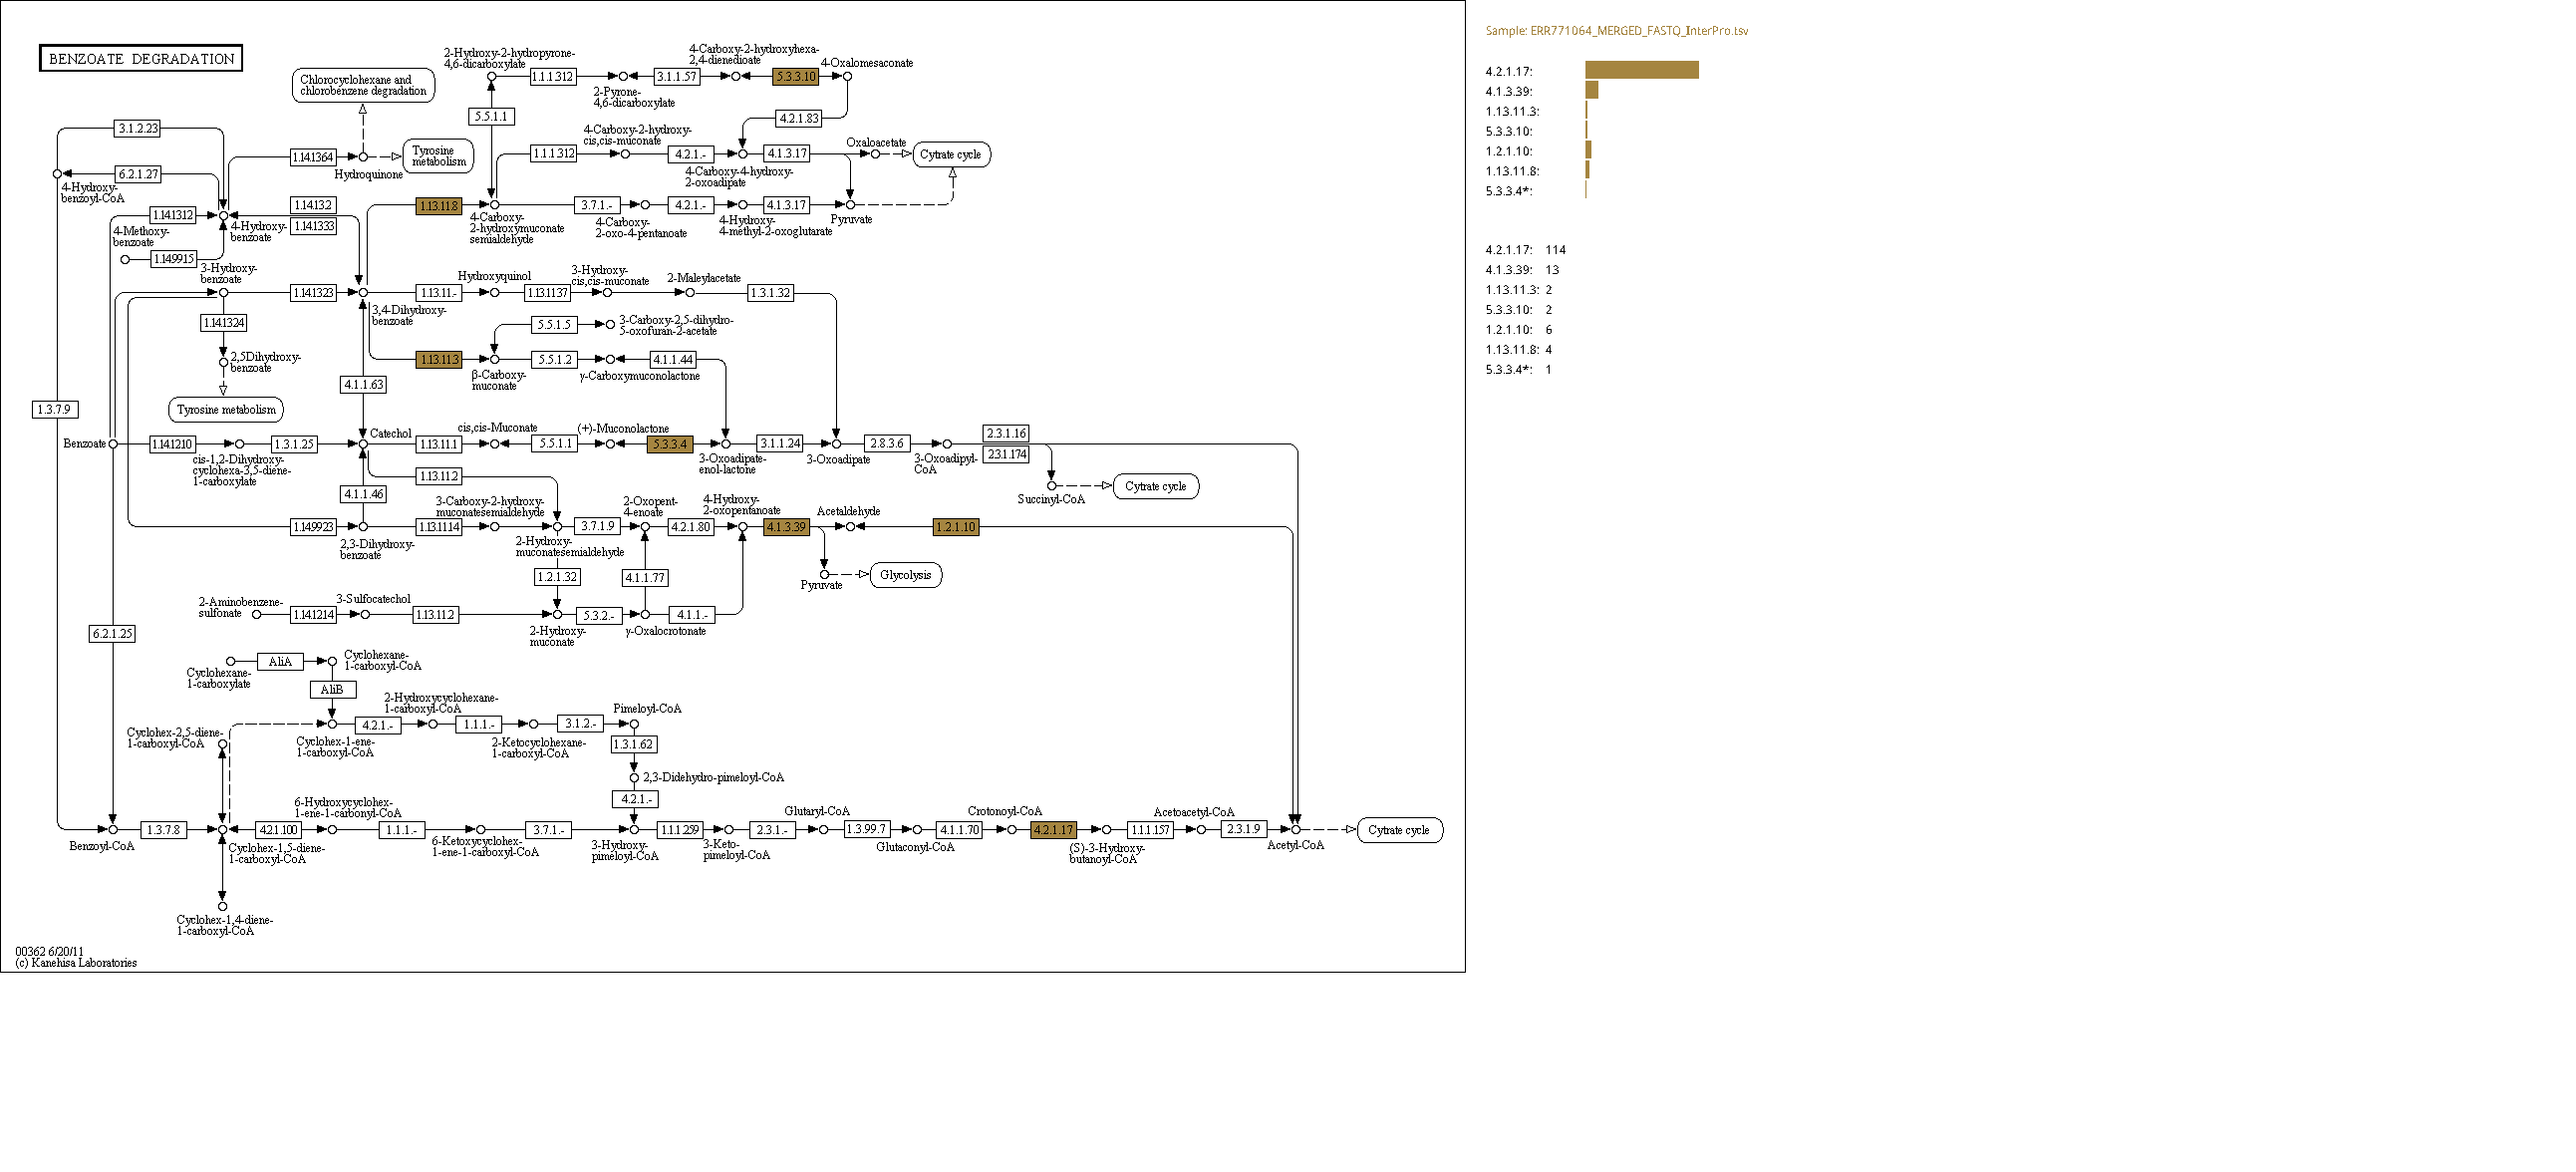 BENZOATE DEGRADATION
Chlorocyclohexane and
chlorobenzene degradation
2-Hydroxy-2-hydropyrone-
4,6-dicarboxylate
1.1.1.312
2-Pyrone-
4,6-dicarboxylate
3.1.1.57
4-Carboxy-2-hydroxyhexa-
2,4-dienedioate
5.3.3.10
4-Oxalomesaconate
5.5.1.1
4.2.1.83
3.1.2.23
4-Carboxy-2-hydroxy-
cis,cis-muconate
1.1.1.312
4.2.1.-
4.1.3.17
Oxaloacetate
Cytrate cycle
1.14.1364
Hydroquinone
Tyrosine
metabolism
6.2.1.27
4-Hydroxy-
benzoyl-CoA
4-Carboxy-4-hydroxy-
2-oxoadipate
1.14.1312
1.14.13.2
1.14.1333
4-Hydroxy-
benzoate
4-Methoxy-
benzoate
1.14.9915
1.13.11.8
4-Carboxy-
2-hydroxymuconate
semialdehyde
3.7.1.-
4-Carboxy-
2-oxo-4-pentanoate
4.2.1.-
4-Hydroxy-
4-methyl-2-oxoglutarate
4.1.3.17
Pyruvate
3-Hydroxy-
benzoate
1.14.1323
3,4-Dihydroxy-
benzoate
1.13.11.-
Hydroxyquinol
1.13.1137
3-Hydroxy-
cis,cis-muconate
2-Maleylacetate
1.3.1.32
1.14.1324
2,5Dihydroxy-
benzoate
Tyrosine metabolism
5.5.1.5
3-Carboxy-2,5-dihydro-
5-oxofuran-2-acetate
1.13.11.3
β-Carboxy-
muconate
5.5.1.2
γ-Carboxymuconolactone
4.1.1.44
4.1.1.63
1.3.7.9
Benzoate
1.14.1210
cis-1,2-Dihydroxy-
cyclohexa-3,5-diene-
1-carboxylate
1.3.1.25
Catechol
1.13.11.1
cis,cis-Muconate
5.5.1.1
(+)-Muconolactone
5.3.3.4
3-Oxoadipate-
enol-lactone
3.1.1.24
3-Oxoadipate
2.8.3.6
3-Oxoadipyl-
CoA
2.3.1.16
2.3.1.174
Succinyl-CoA
Cytrate cycle
1.13.11.2
4.1.1.46
1.14.9923
2,3-Dihydroxy-
benzoate
1.13.1114
3-Carboxy-2-hydroxy-
muconatesemialdehyde
2-Hydroxy-
muconatesemialdehyde
3.7.1.9
2-Oxopent-
4-enoate
4.2.1.80
4-Hydroxy-
2-oxopentanoate
4.1.3.39
Acetaldehyde
1.2.1.10
Pyruvate
Glycolysis
1.2.1.32
4.1.1.77
2-Aminobenzene-
sulfonate
1.14.1214
3-Sulfocatechol
1.13.11.2
2-Hydroxy-
muconate
5.3.2.-
γ-Oxalocrotonate
4.1.1.-
6.2.1.25
Cyclohexane-
1-carboxylate
AliA
Cyclohexane-
1-carboxyl-CoA
AliB
Cyclohex-2,5-diene-
1-carboxyl-CoA
Cyclohex-1-ene-
1-carboxyl-CoA
4.2.1.-
2-Hydroxycyclohexane-
1-carboxyl-CoA
1.1.1.-
2-Ketocyclohexane-
1-carboxyl-CoA
3.1.2.-
Pimeloyl-CoA
1.3.1.62
2,3-Didehydro-pimeloyl-CoA
4.2.1.-
Benzoyl-CoA
1.3.7.8
Cyclohex-1,5-diene-
1-carboxyl-CoA
4.2.1.100
6-Hydroxycyclohex-
1-ene-1-carbonyl-CoA
1.1.1.-
6-Ketoxycyclohex-
1-ene-1-carboxyl-CoA
3.7.1.-
3-Hydroxy-
pimeloyl-CoA
1.1.1.259
3-Keto-
pimeloyl-CoA
2.3.1.-
Glutaryl-CoA
1.3.99.7
Glutaconyl-CoA
4.1.1.70
Crotonoyl-CoA
4.2.1.17
(S)-3-Hydroxy-
butanoyl-CoA
1.1.1.157
Acetoacetyl-CoA
2.3.1.9
Acetyl-CoA
Cytrate cycle
Cyclohex-1,4-diene-
1-carboxyl-CoA
00362 6/20/11
(c) Kanehisa Laboratories
Sample: ERR771064_MERGED_FASTQ_InterPro.tsv
4.2.1.17:
4.1.3.39:
1.13.11.3:
5.3.3.10:
1.2.1.10:
1.13.11.8:
5.3.3.4*:
4.2.1.17: 114
4.1.3.39: 13
1.13.11.3: 2
5.3.3.10: 2
1.2.1.10: 6
1.13.11.8: 4
5.3.3.4*: 1